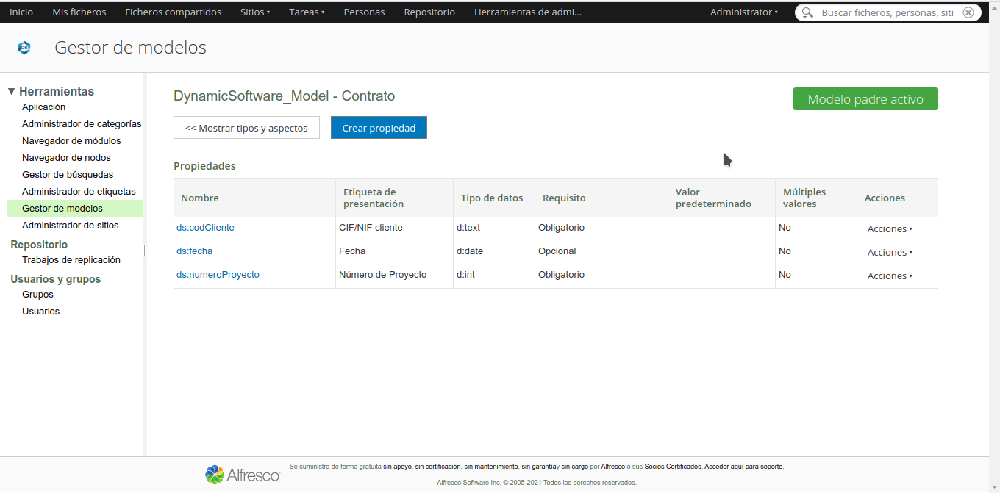 Inicio Mis ficheros Ficheros compartidos Sitios Tareas Personas Repositorio Herramientas de admi... Administrator Buscar ficheros, personas, siti
DS Gestor de modelos
Herramientas
Aplicación
Administrador de categorías
Navegador de módulos
Navegador de nodos
Gestor de búsquedas
Administrador de etiquetas
Gestor de modelos
Administrador de sitios
Repositorio
Trabajos de replicación
Usuarios y grupos
Grupos
Usuarios
DynamicSoftware_Model - Contrato
Modelo padre activo
<< Mostrar tipos y aspectos Crear propiedad
Propiedades
Nombre Etiqueta de presentación Tipo de datos Requisito Valor predeterminado Múltiples valores Acciones
ds:codCliente CIF/NIF cliente d:text Obligatorio No Acciones
ds:fecha Fecha d:date Opcional No Acciones
ds:numeroProyecto Número de Proyecto d:int Obligatorio No Acciones
Alfresco
Se suministra de forma gratuita sin apoyo, sin certificación, sin mantenimiento, sin garantíay sin cargo por Alfresco o sus Socios Certificados. Acceder aquí para soporte.
Alfresco Software Inc. © 2005-2021 Todos los derechos reservados.